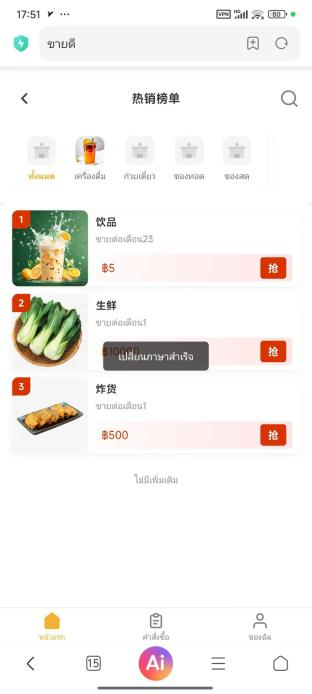 17:51
VPN
80
ขายดี
热销榜单
ทั้งหมด
เครื่องดื่ม
ก๋วยเตี๋ยว
ของทอด
ของสด
1
饮品
ขายต่อเดือน23
฿5
抢
2
生鲜
ขายต่อเดือน1
抢
เปลี่ยนภาษาสำเร็จ
3
炸货
ขายต่อเดือน1
฿500
抢
ไม่มีเพิ่มเติม
หน้าแรก
คำสั่งซื้อ
ของฉัน
15
Ai